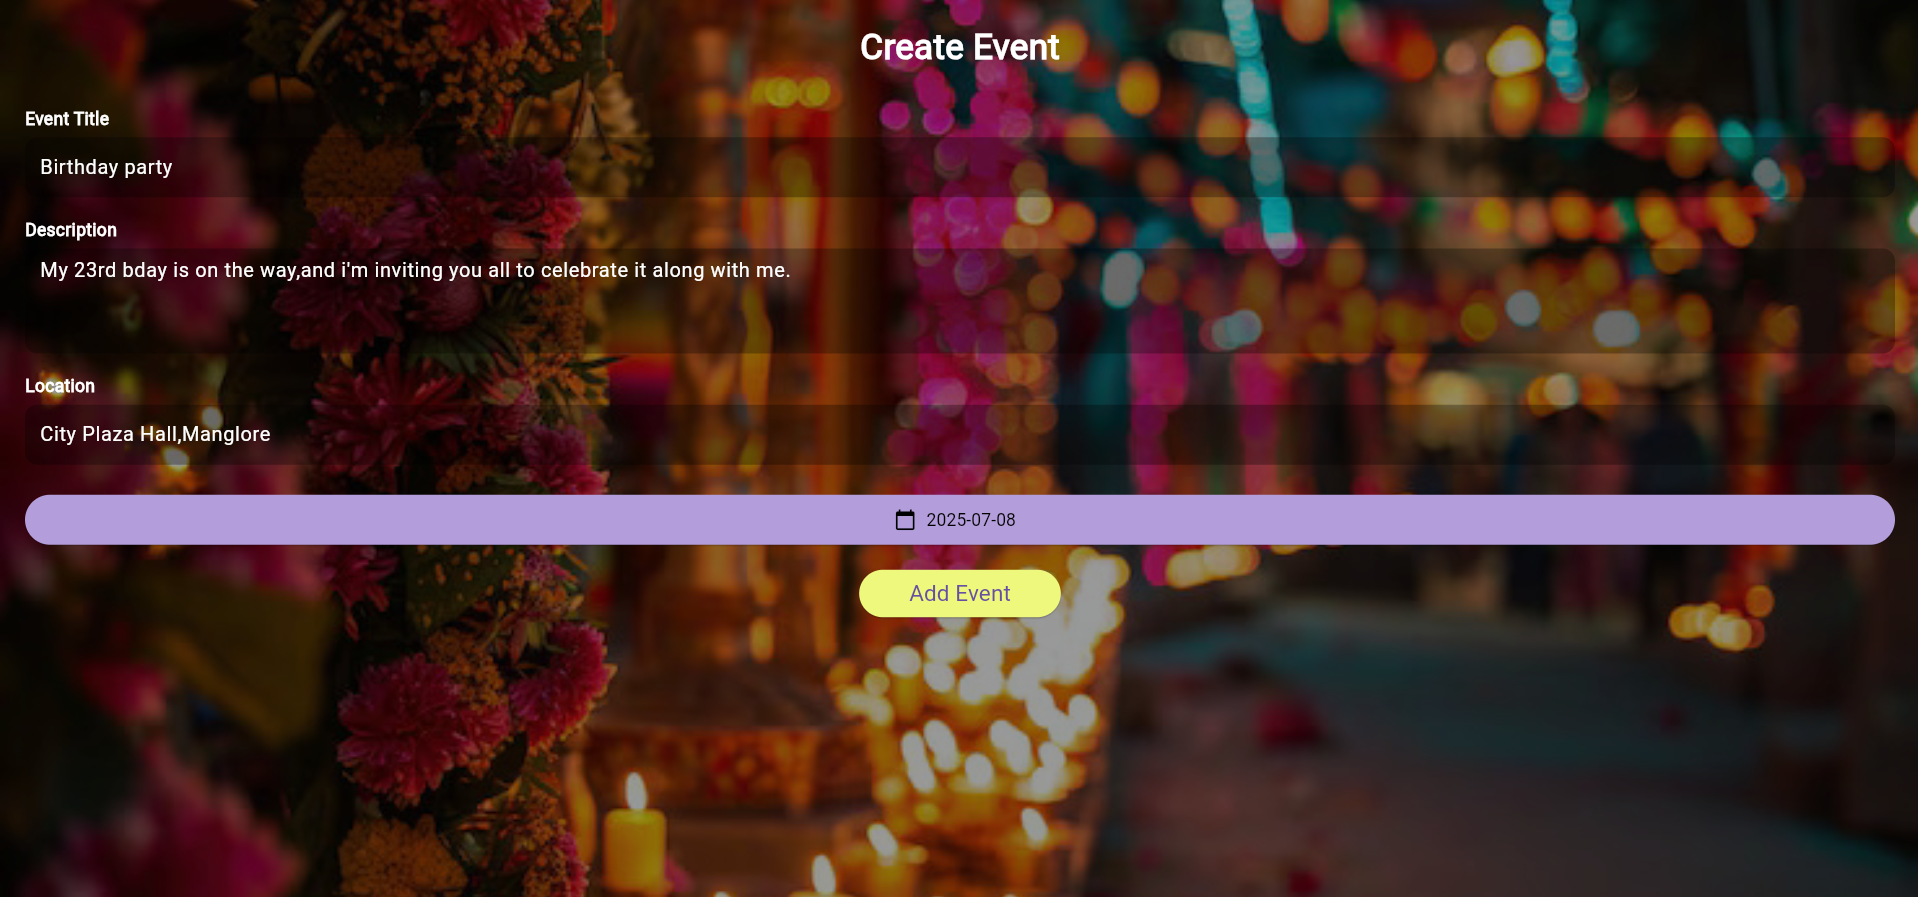 Create Event
Event Title
Birthday party
Description
My 23rd bday is on the way,and i'm inviting you all to celebrate it along with me.
Location
City Plaza Hall,Manglore
2025-07-08
Add Event